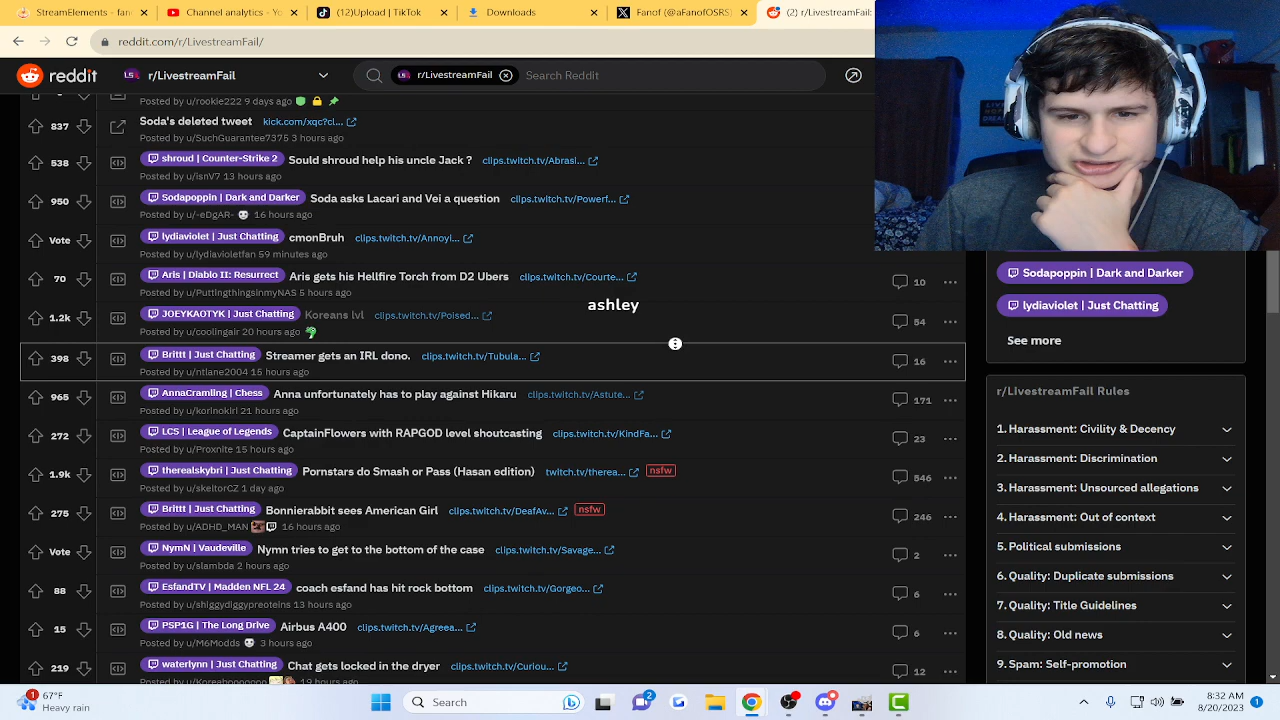 StreamElements - fan
Stream analytics - Yo
(12)Upload | TikTok
Downloads
Fanof (@aFanofOSRS)
(2) r/LivestreamFail:
reddit.com/r/LivestreamFail/
reddit
r/LivestreamFail
r/LivestreamFail
Search Reddit
Posted by u/rookie222 9 days ago
837
Soda's deleted tweet kick.com/xqc?cl...
Posted by u/SuchGuarantee7375 3 hours ago
538
shroud | Counter-Strike 2 Sould shroud help his uncle Jack ? clips.twitch.tv/Abrasi...
Posted by u/isnV7 13 hours ago
950
Sodapoppin | Dark and Darker Soda asks Lacari and Vei a question clips.twitch.tv/Powerf...
Posted by u/-eDGAR- 16 hours ago
Vote
lydiaviolet | Just Chatting cmonBruh clips.twitch.tv/Annoyi...
Posted by u/lydiavioletfan 59 minutes ago
70
Aris | Diablo II: Resurrect Aris gets his Hellfire Torch from D2 Ubers clips.twitch.tv/Courte...
Posted by u/PuttingthingsinmyNAS 5 hours ago
10
ashley
1.2k
JOEYKAOTYK | Just Chatting Koreans lvl clips.twitch.tv/Poised...
Posted by u/coolingair 20 hours ago
54
398
Brittt | Just Chatting Streamer gets an IRL dono. clips.twitch.tv/Tubula...
Posted by u/ntlane2004 15 hours ago
16
965
AnnaCramling | Chess Anna unfortunately has to play against Hikaru clips.twitch.tv/Astute...
Posted by u/korinokiri 21 hours ago
171
272
LCS | League of Legends CaptainFlowers with RAPGOD level shoutcasting clips.twitch.tv/KindFa...
Posted by u/Proxnite 15 hours ago
23
1.9k
therealskybri | Just Chatting Pornstars do Smash or Pass (Hasan edition) twitch.tv/therea... nsfw
Posted by u/skeltorCZ 1 day ago
546
275
Brittt | Just Chatting Bonnierabbit sees American Girl clips.twitch.tv/DeafAv... nsfw
Posted by u/ADHD_MAN 16 hours ago
246
Vote
NymN | Vaudeville Nymn tries to get to the bottom of the case clips.twitch.tv/Savage...
Posted by u/sambda 2 hours ago
2
88
EsfandTV | Madden NFL 24 coach esfand has hit rock bottom clips.twitch.tv/Gorgeo...
Posted by u/shiggydiggypreoteins 13 hours ago
6
15
PSP1G | The Long Drive Airbus A400 clips.twitch.tv/Agreea...
Posted by u/M6Modds 3 hours ago
6
219
waterlynn | Just Chatting Chat gets locked in the dryer clips.twitch.tv/Curiou...
12
Sodapoppin | Dark and Darker
lydiaviolet | Just Chatting
See more
r/LivestreamFail Rules
1. Harassment: Civility & Decency
2. Harassment: Discrimination
3. Harassment: Unsourced allegations
4. Harassment: Out of context
5. Political submissions
6. Quality: Duplicate submissions
7. Quality: Title Guidelines
8. Quality: Old news
9. Spam: Self-promotion
1
67°F
Heavy rain
Search
2
8:32 AM
8/20/2023
1